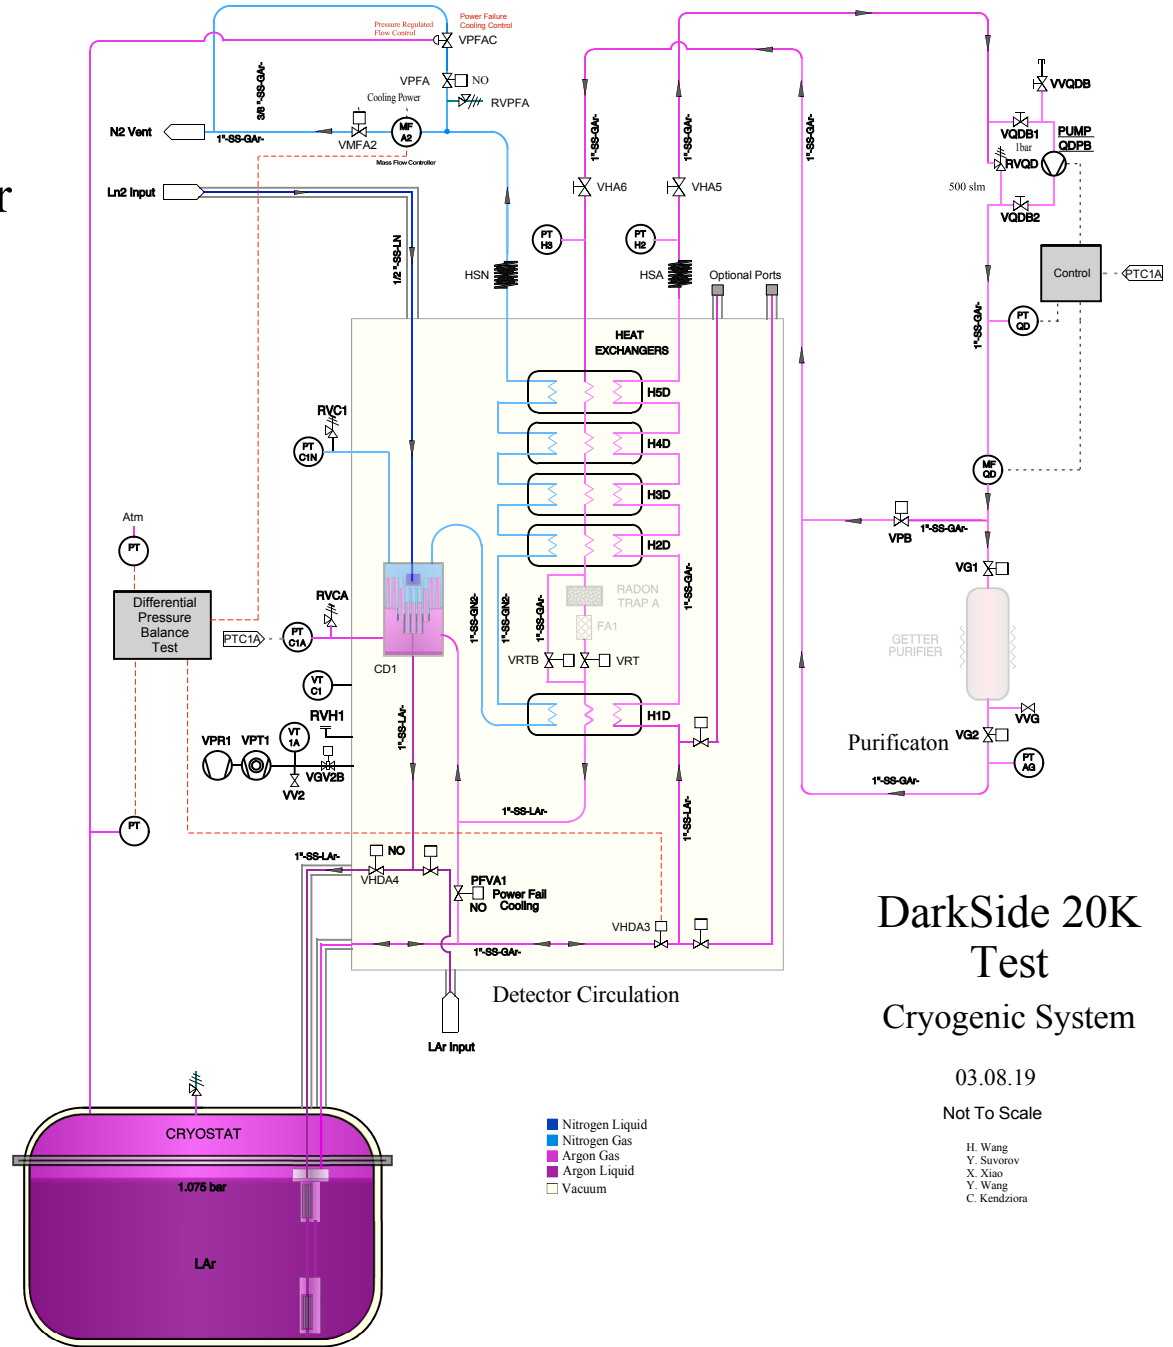 Power Failure
Cooling Control
Pressure Regulated
Flow Control
VPFAC
VPFA
NO
RVPFA
3/8 "-SS-GAr-
Cooling Power
N2 Vent
1"-SS-GAr-
VMFA2
MF
A2
Mass Flow Controller
Ln2 Input
r
1/2 "-SS-LN
HSN
1"-SS-GAr-
1"-SS-GAr-
1"-SS-GAr-
VHA6
VHA5
PT
H3
PT
H2
HSA
Optional Ports
VVQDB
VQDB1
1bar
PUMP
QDPB
RVQD
500 slm
VQDB2
Control
PTC1A
PT
QD
1"-SS-GAr-
MF
QD
HEAT
EXCHANGERS
H5D
H4D
H3D
H2D
RVC1
PT
C1N
Atm
PT
Differential
Pressure
Balance
Test
PTC1A
RVCA
PT
C1A
CD1
1"-SS-GN2-
1"-SS-GN2-
1"-SS-GAr-
RADON
TRAP A
FA1
VRTB
VRT
1"-SS-GAr-
H1D
VPB
1"-SS-GAr-
VG1
GETTER
PURIFIER
VVG
VG2
PT
AG
Purificaton
1"-SS-GAr-
VT
C1
RVH1
VT
1A
VPR1
VPT1
VGV2B
VV2
1"-SS-LAr-
1"-SS-LAr-
1"-SS-LAr-
PT
1"-SS-LAr-
NO
VHDA4
PFVA1
NO
Power Fail
Cooling
VHDA3
1"-SS-GAr-
Detector Circulation
LAr Input
DarkSide 20K
Test
Cryogenic System
03.08.19
Not To Scale
H. Wang
Y. Suvorov
X. Xiao
Y. Wang
C. Kendziora
CRYOSTAT
1.075 bar
LAr
Nitrogen Liquid
Nitrogen Gas
Argon Gas
Argon Liquid
Vacuum